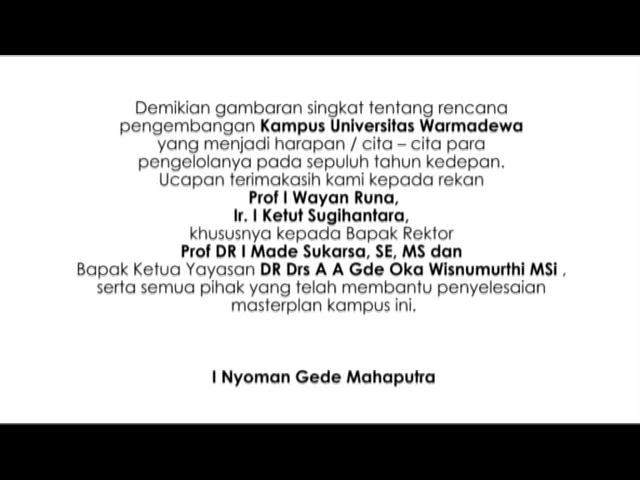 Demikian gambaran singkat tentang rencana
pengembangan Kampus Universitas Warmadewa
yang menjadi harapan / cita – cita para
pengelolanya pada sepuluh tahun kedepan.
Ucapan terimakasih kami kepada rekan
Prof I Wayan Runa,
Ir. I Ketut Sugihantara,
khususnya kepada Bapak Rektor
Prof DR I Made Sukarsa, SE, MS dan
Bapak Ketua Yayasan DR Drs A A Gde Oka Wisnumurthi MSi ,
serta semua pihak yang telah membantu penyelesaian
masterplan kampus ini.
I Nyoman Gede Mahaputra